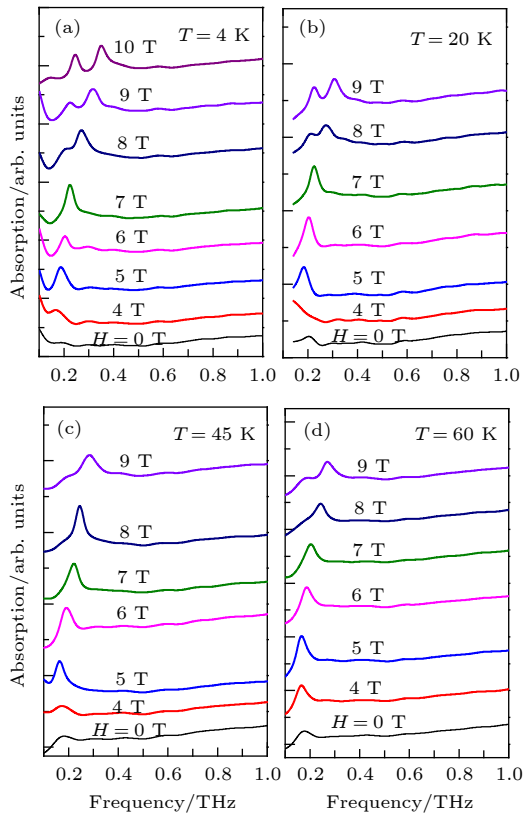 (a)
T = 4 K
10 T
9 T
8 T
7 T
6 T
5 T
4 T
H = 0 T
0.2 0.4 0.6 0.8 1.0
Absorption/arb. units
(b)
T = 20 K
9 T
8 T
7 T
6 T
5 T
4 T
H = 0 T
0.2 0.4 0.6 0.8 1.0
(c)
T = 45 K
9 T
8 T
7 T
6 T
5 T
4 T
H = 0 T
0.2 0.4 0.6 0.8 1.0
Frequency/THz
Absorption/arb. units
(d)
T = 60 K
9 T
8 T
7 T
6 T
5 T
4 T
H = 0 T
0.2 0.4 0.6 0.8 1.0
Frequency/THz